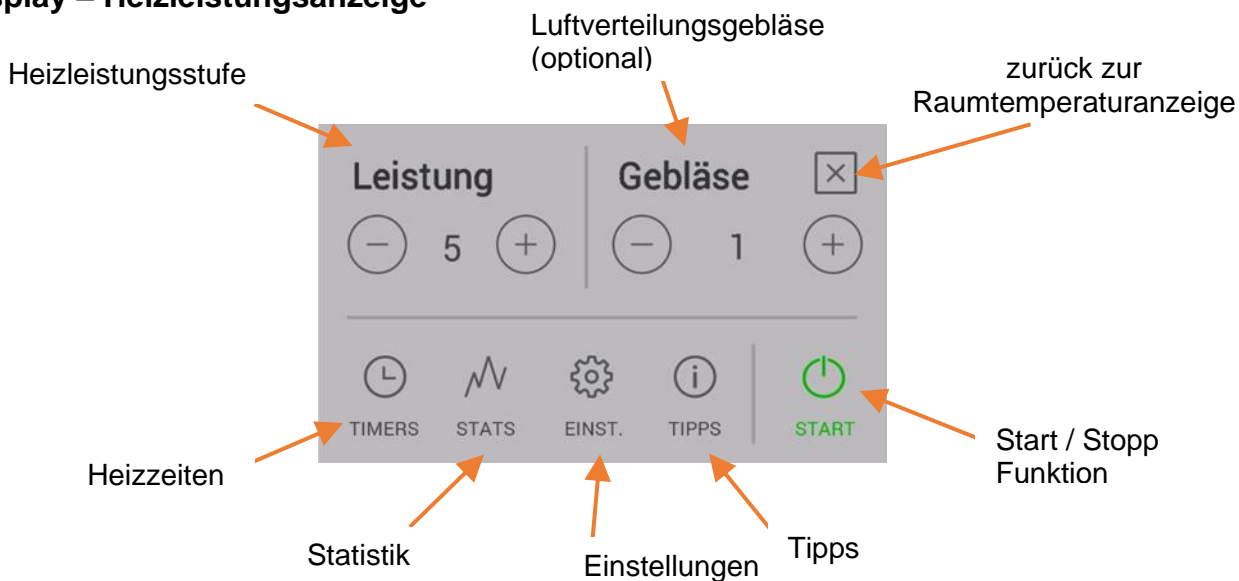 – Heizleistungsanzeige
Luftverteilungsgebläse
(optional)
Heizleistungsstufe
zurück zur
Raumtemperaturanzeige
Leistung
Gebläse
5
1
TIMERS
STATS
EINST.
TIPPS
START
Start / Stopp
Funktion
Heizzeiten
Statistik
Einstellungen
Tipps